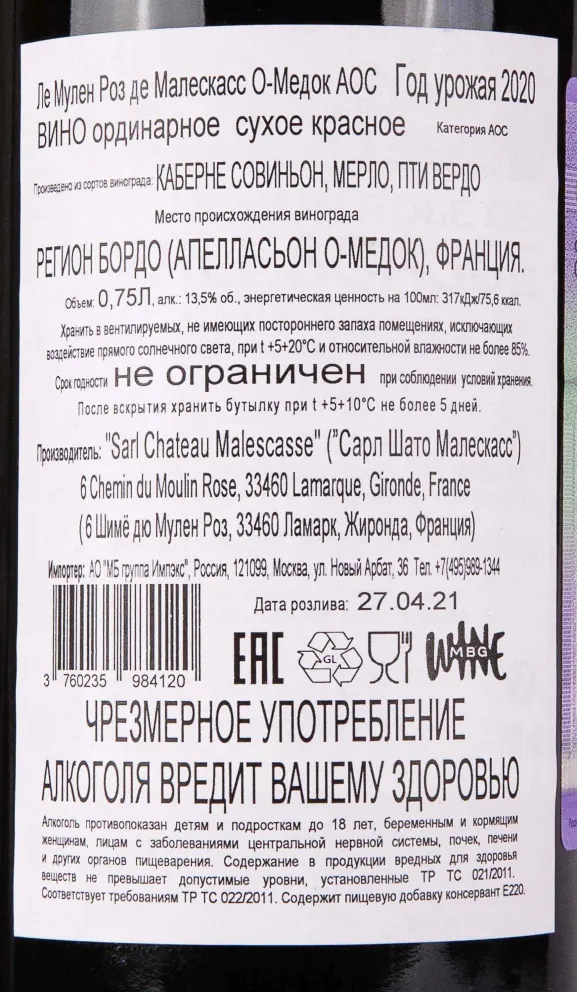 Ле Мулен Роз де Малескасс О-Медок АОС Год урожая 2020
ВИНО ординарное сухое красное Категория АОС
Произведено из сортов винограда: КАБЕРНЕ СОВИНЬОН, МЕРЛО, ПТИ ВЕРДО
Место происхождения винограда
РЕГИОН БОРДО (АПЕЛЛАСЬОН О-МЕДОК), ФРАНЦИЯ.
Объем: 0,75Л, алк.: 13,5% об., энергетическая ценность на 100мл: 317кДж/75,6 ккал.
Хранить в вентилируемых, не имеющих постороннего запаха помещениях, исключающих
воздействие прямого солнечного света, при t +5+20°С и относительной влажности не более 85%.
Срок годности не ограничен при соблюдении условий хранения.
После вскрытия хранить бутылку при t +5+10°С не более 5 дней.
Производитель: "Sarl Chateau Malescasse" ("Сарл Шато Малескасс")
6 Chemin du Moulin Rose, 33460 Lamarque, Gironde, France
(6 Шимё дю Мулен Роз, 33460 Ламарк, Жиронда, Франция)
Импортер: АО "МБ группа Импэкс", Россия, 121099, Москва, ул. Новый Арбат, 36 Тел. +7(495)989-1344
Дата розлива: 27.04.21
EAC GL WINE MBG
3 760235 984120
ЧРЕЗМЕРНОЕ УПОТРЕБЛЕНИЕ
АЛКОГОЛЯ ВРЕДИТ ВАШЕМУ ЗДОРОВЬЮ
Алкоголь противопоказан детям и подросткам до 18 лет, беременным и кормящим
женщинам, лицам с заболеваниями центральной нервной системы, почек, печени
и других органов пищеварения. Содержание в продукции вредных для здоровья
веществ не превышает допустимые уровни, установленные ТР ТС 021/2011.
Соответствует требованиям ТР ТС 022/2011. Содержит пищевую добавку консервант Е220.